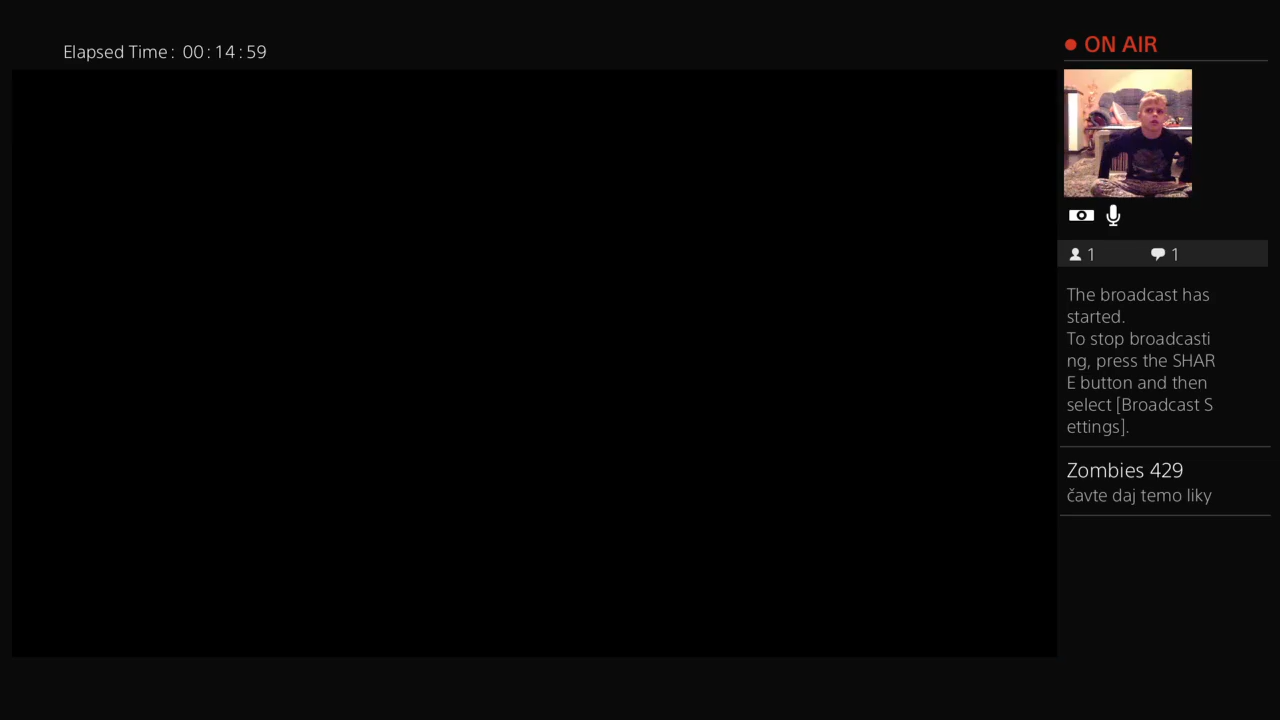 Elapsed Time: 00:14:59
ON AIR
1 1
The broadcast has
started.
To stop broadcasti
ng, press the SHAR
E button and then
select [Broadcast S
ettings].
Zombies 429
čavte daj temo liky